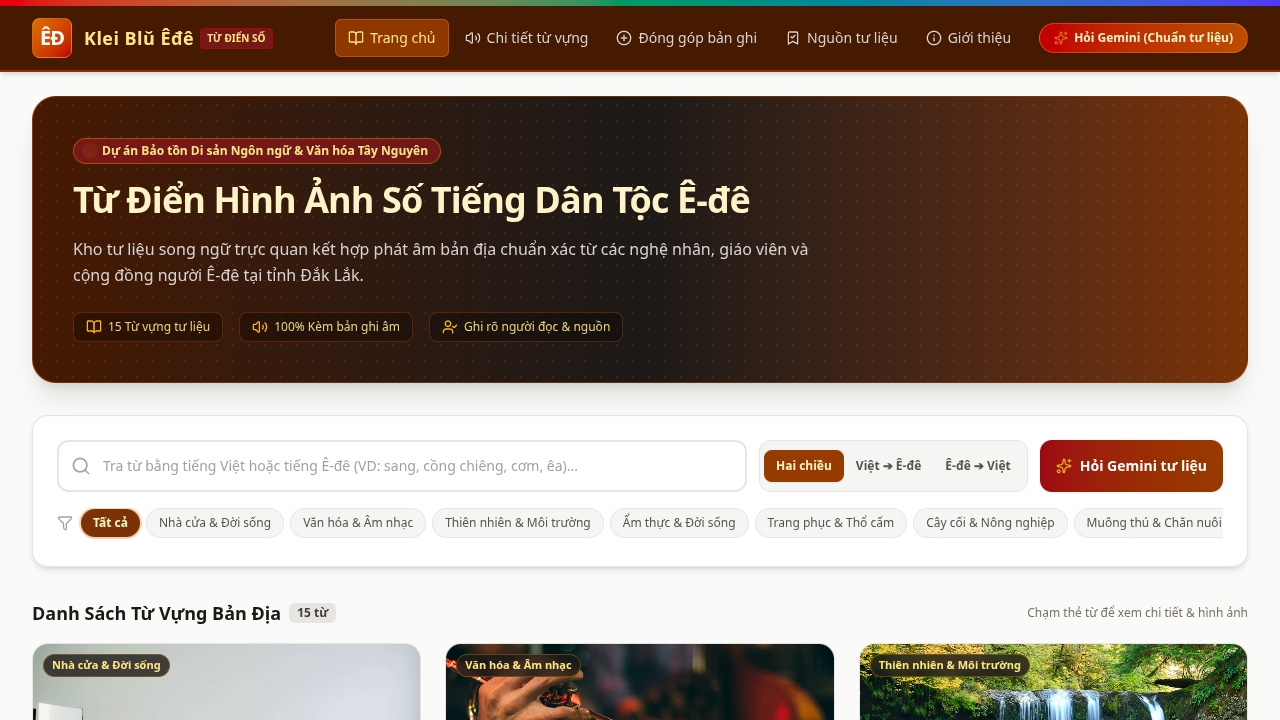 ÊĐ Klei Blŭ Êđê TỪ ĐIỂN SỐ Trang chủ Chi tiết từ vựng Đóng góp bản ghi Nguồn tư liệu Giới thiệu Hỏi Gemini (Chuẩn tư liệu)
Dự án Bảo tồn Di sản Ngôn ngữ & Văn hóa Tây Nguyên
Từ Điển Hình Ảnh Số Tiếng Dân Tộc Ê-đê
Kho tư liệu song ngữ trực quan kết hợp phát âm bản địa chuẩn xác từ các nghệ nhân, giáo viên và
cộng đồng người Ê-đê tại tỉnh Đắk Lắk.
15 Từ vựng tư liệu 100% Kèm bản ghi âm Ghi rõ người đọc & nguồn
Tra từ bằng tiếng Việt hoặc tiếng Ê-đê (VD: sang, cồng chiêng, cơm, êa)... Hai chiều Việt ➔ Ê-đê Ê-đê ➔ Việt Hỏi Gemini tư liệu
Tất cả Nhà cửa & Đời sống Văn hóa & Âm nhạc Thiên nhiên & Môi trường Ẩm thực & Đời sống Trang phục & Thổ cẩm Cây cối & Nông nghiệp Muông thú & Chăn nuôi
Danh Sách Từ Vựng Bản Địa 15 từ Chạm thẻ từ để xem chi tiết & hình ảnh
Nhà cửa & Đời sống Văn hóa & Âm nhạc Thiên nhiên & Môi trường